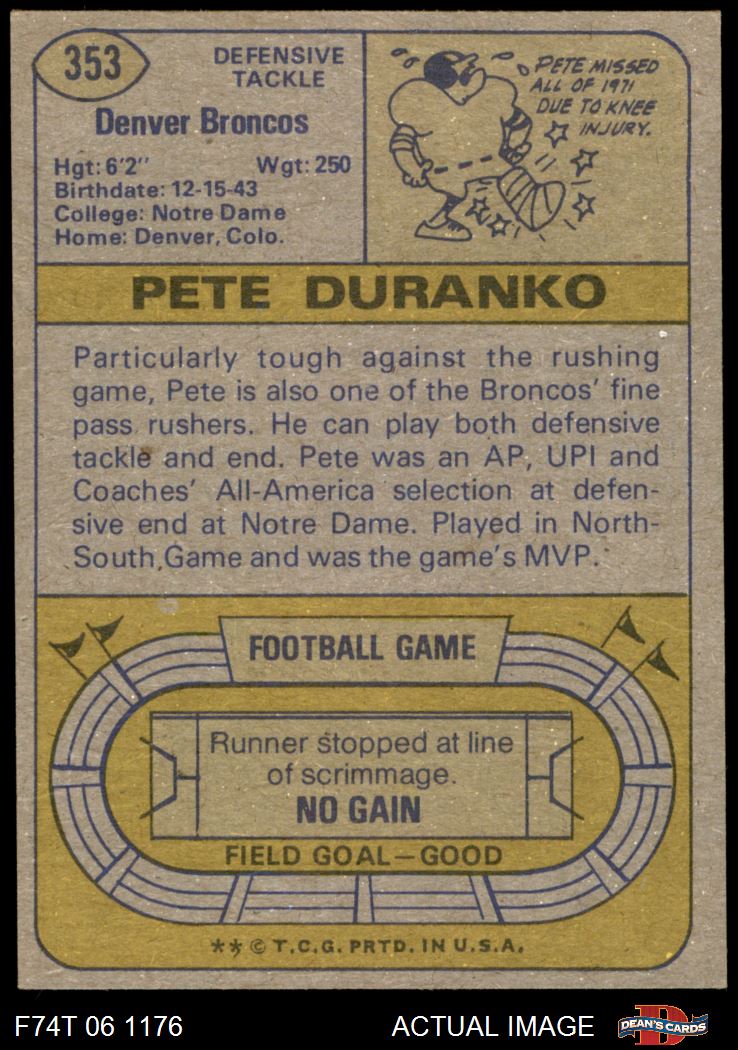 353
DEFENSIVE
TACKLE
Denver Broncos
Hgt: 6'2" Wgt: 250
Birthdate: 12-15-43
College: Notre Dame
Home: Denver, Colo.
PETE MISSED
ALL OF 1971
DUE TO KNEE
INJURY.
PETE DURANKO
Particularly tough against the rushing
game, Pete is also one of the Broncos' fine
pass rushers. He can play both defensive
tackle and end. Pete was an AP, UPI and
Coaches' All-America selection at defen-
sive end at Notre Dame. Played in North-
South Game and was the game's MVP.
FOOTBALL GAME
Runner stopped at line
of scrimmage.
NO GAIN
FIELD GOAL—GOOD
** © T.C.G. PRTD. IN U.S.A.
F74T 06 1176 ACTUAL IMAGE
D
DEAN'S CARDS